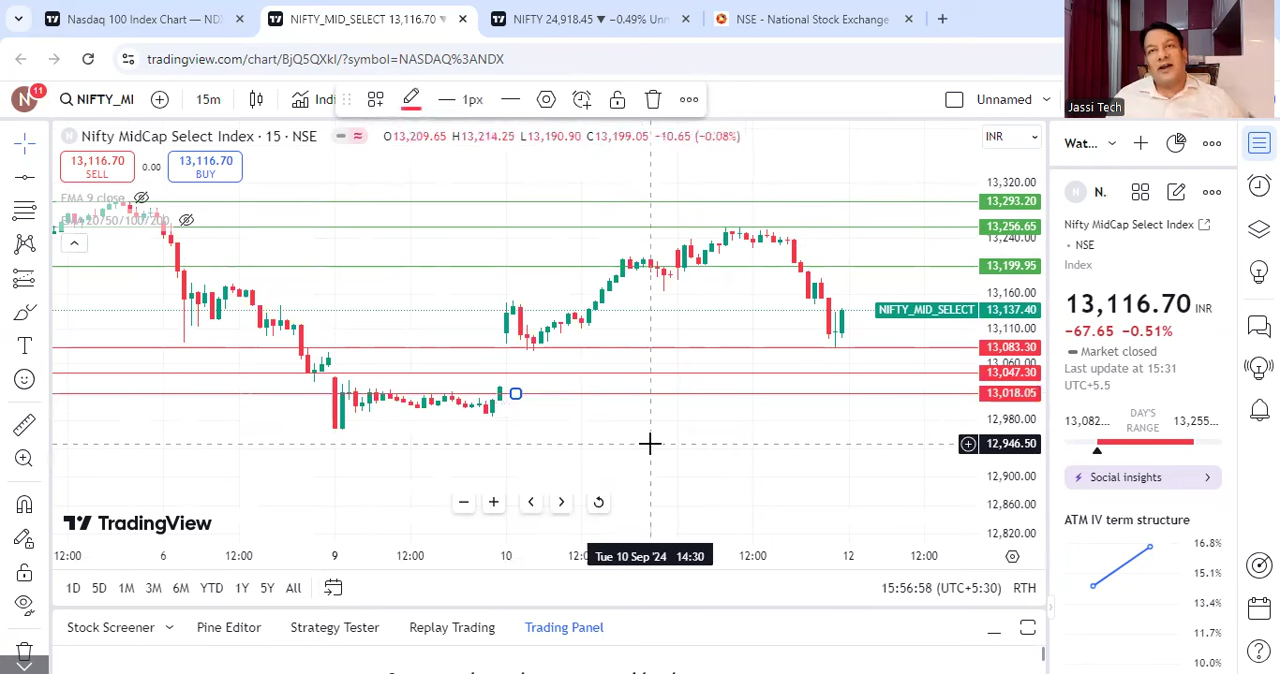 Nasdaq 100 Index Chart — ND
NIFTY_MID_SELECT 13,116.70 ▼
NIFTY 24,918.45 ▼ −0.49% Unn
NSE - National Stock Exchange
tradingview.com/chart/BjQ5QXkl/?symbol=NASDAQ%3ANDX
Jassi Tech
N
11
NIFTY_MI
15m
Indi
1px
Unnamed
Nifty MidCap Select Index · 15 · NSE
O13,209.65 H13,214.25 L13,190.90 C13,199.05 −10.65 (−0.08%)
INR
Wat...
13,116.70
SELL
0.00
13,116.70
BUY
EMA 9 close
20/50/100/200
N.
Nifty MidCap Select Index
• NSE
Index
13,116.70 INR
−67.65 −0.51%
Market closed
Last update at 15:31
UTC+5.5
13,082...
DAY'S
RANGE
13,255...
Social insights
ATM IV term structure
16.8%
15.1%
13.4%
11.7%
10.0%
13,320.00
13,293.20
13,256.65
13,240.00
13,199.95
13,160.00
NIFTY_MID_SELECT 13,137.40
13,110.00
13,083.30
13,060.00
13,047.30
13,018.05
12,980.00
12,946.50
12,900.00
12,860.00
12,820.00
TradingView
12:00
6
12:00
9
12:00
10
Tue 10 Sep '24 14:30
12:00
12
12:00
1D 5D 1M 3M 6M YTD 1Y 5Y All
15:56:58 (UTC+5:30) RTH
Stock Screener Pine Editor Strategy Tester Replay Trading Trading Panel